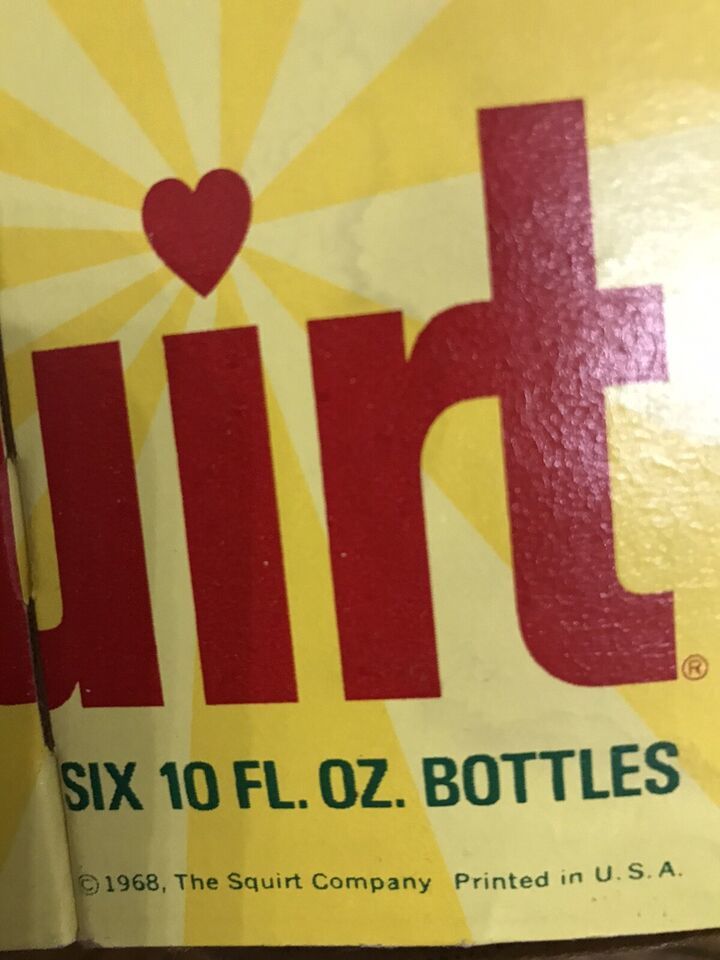 uirt®
SIX 10 FL. OZ. BOTTLES
©1968, The Squirt Company Printed in U. S. A.